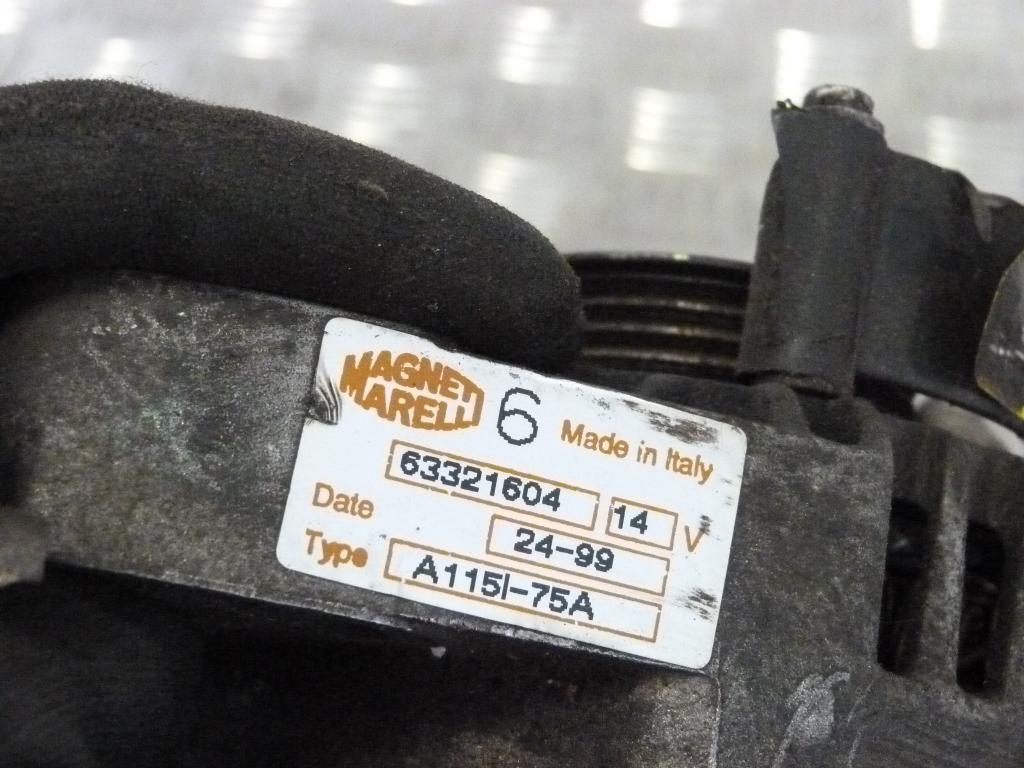 MAGNETI
MARELLI
6
Made in Italy
63321604
14 V
Date 24-99
Type A115I-75A